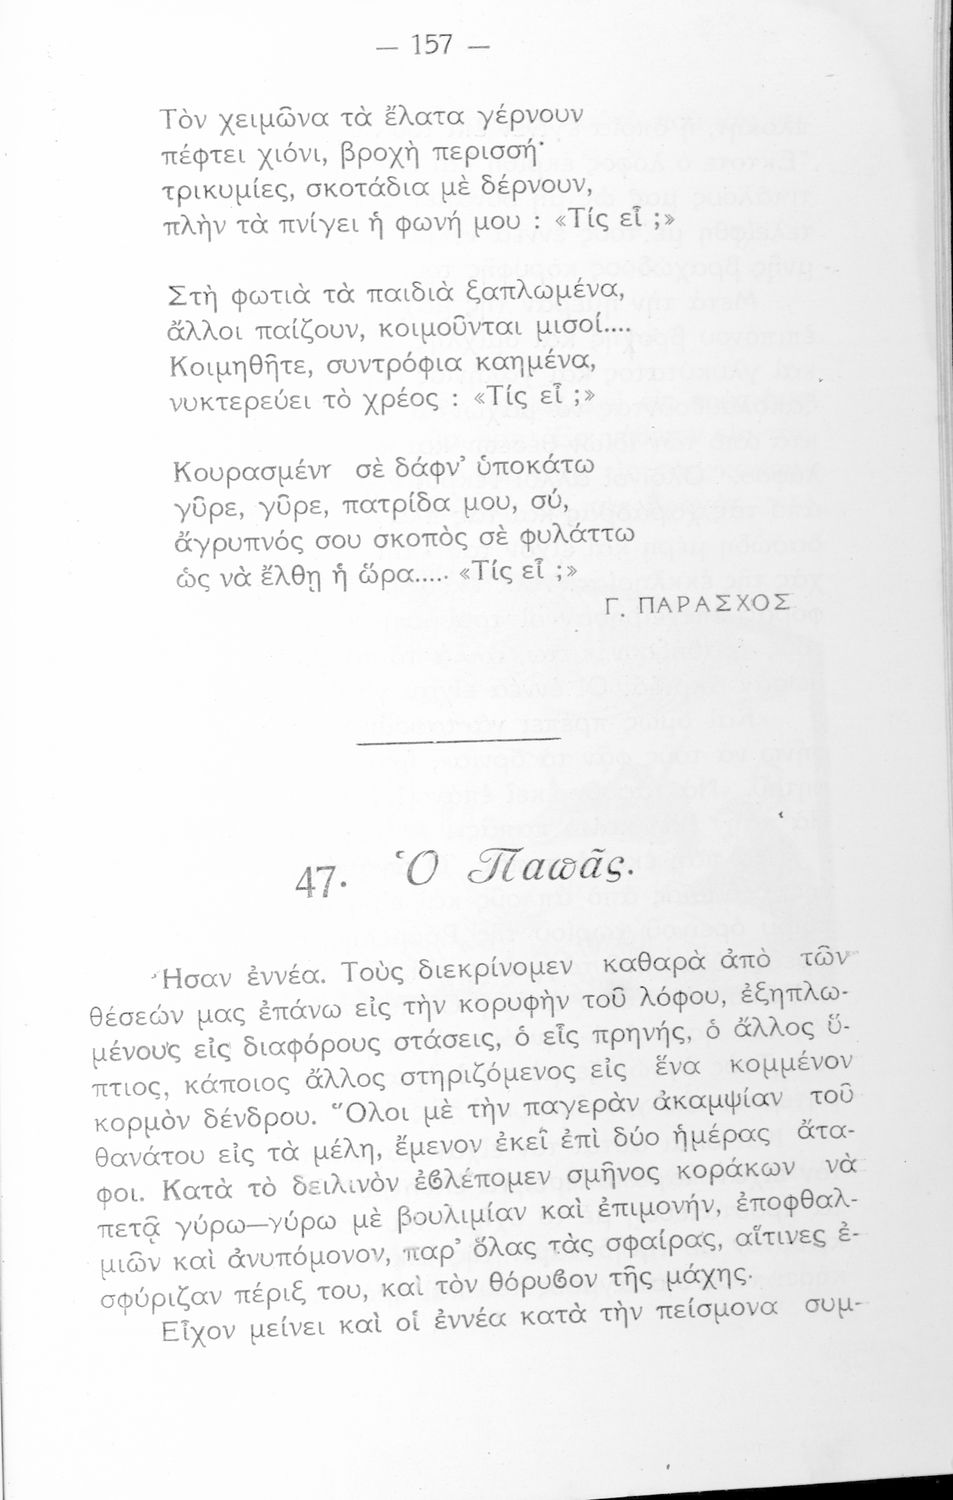 — 157 —
Τὸν χειμῶνα τὰ ἔλατα γέρνουν
πέφτει χιόνι, βροχὴ περισσή·
τρικυμίες, σκοτάδια μὲ δέρνουν,
πλὴν τὰ πνίγει ἡ φωνή μου : «Τίς εἶ ;»
Στὴ φωτιὰ τὰ παιδιὰ ξαπλωμένα,
ἄλλοι παίζουν, κοιμοῦνται μισοί....
Κοιμηθῆτε, συντρόφια καημένα,
νυκτερεύει τὸ χρέος : «Τίς εἶ ;»
Κουρασμένη σὲ δάφν' ὑποκάτω
γῦρε, γῦρε, πατρίδα μου, σύ,
ἄγρυπνός σου σκοπὸς σὲ φυλάττω
ὡς νὰ ἔλθῃ ἡ ὥρα..... «Τίς εἶ ;»
Γ. ΠΑΡΑΣΧΟΣ
47. Ὁ Παπᾶς.
Ἦσαν ἐννέα. Τοὺς διεκρίνομεν καθαρὰ ἀπὸ τῶν
θέσεών μας ἐπάνω εἰς τὴν κορυφὴν τοῦ λόφου, ἐξηπλω-
μένους εἰς διαφόρους στάσεις, ὁ εἷς πρηνής, ὁ ἄλλος ὕ-
πτιος, κάποιος ἄλλος στηριζόμενος εἰς ἕνα κομμένον
κορμὸν δένδρου. Ὅλοι μὲ τὴν παγερὰν ἀκαμψίαν τοῦ
θανάτου εἰς τὰ μέλη, ἔμενον ἐκεῖ ἐπὶ δύο ἡμέρας ἄτα-
φοι. Κατὰ τὸ δειλινὸν ἐβλέπομεν σμῆνος κοράκων νὰ
πετᾷ γύρω—γύρω μὲ βουλιμίαν καὶ ἐπιμονήν, ἐποφθαλ-
μιῶν καὶ ἀνυπόμονον, παρ' ὅλας τὰς σφαίρας, αἵτινες ἐ-
σφύριζαν πέριξ του, καὶ τὸν θόρυβον τῆς μάχης.
Εἶχον μείνει καὶ οἱ ἐννέα κατὰ τὴν πείσμονα συμ-